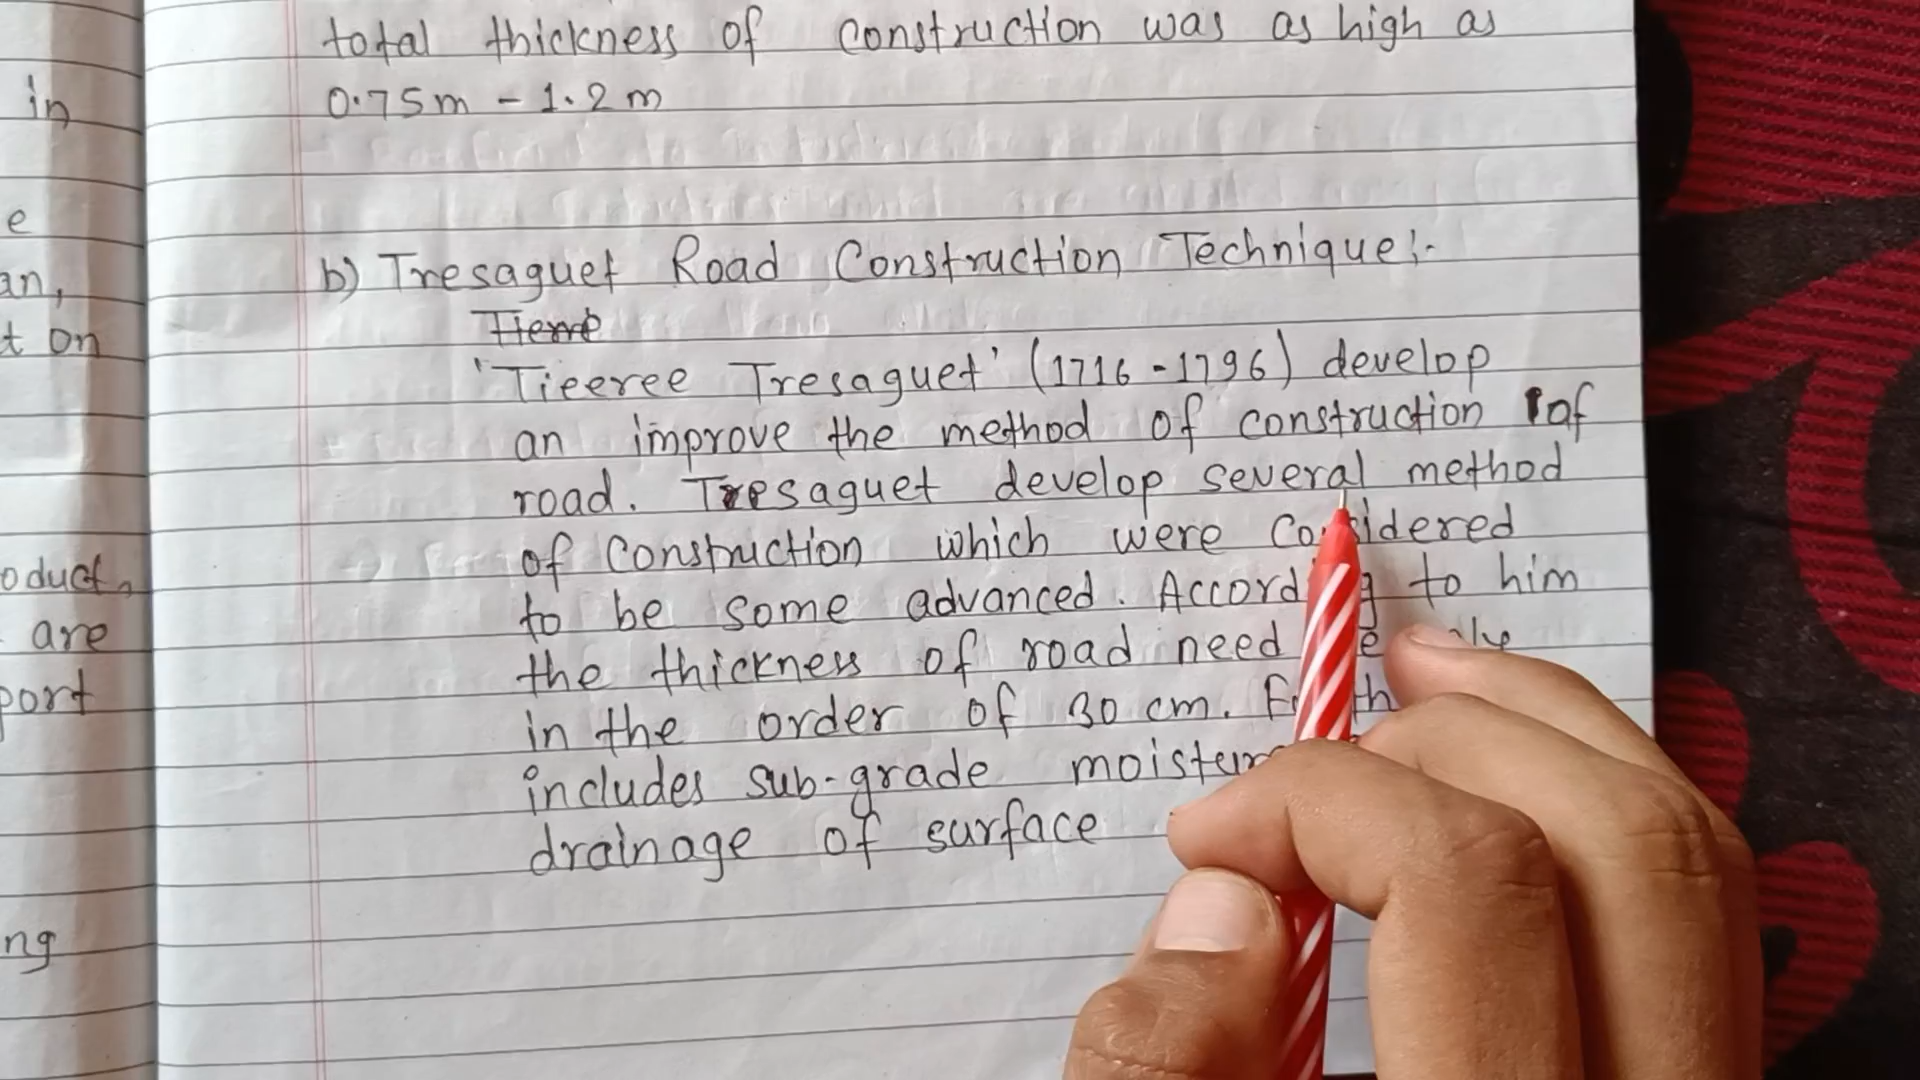 in
e
an,
t on
oduct,
are
port
ng
total thickness of construction was as high as
0.75m - 1.2 m
b) Tresaguet Road Construction Technique:-
'Tieeree Tresaguet' (1716-1796) develop
an improve the method of construction of
road. Tresaguet develop several method
of Construction which were Considered
to be some advanced. According to him
the thickness of road need
in the order of 30 cm.
includes sub-grade
drainage of surface